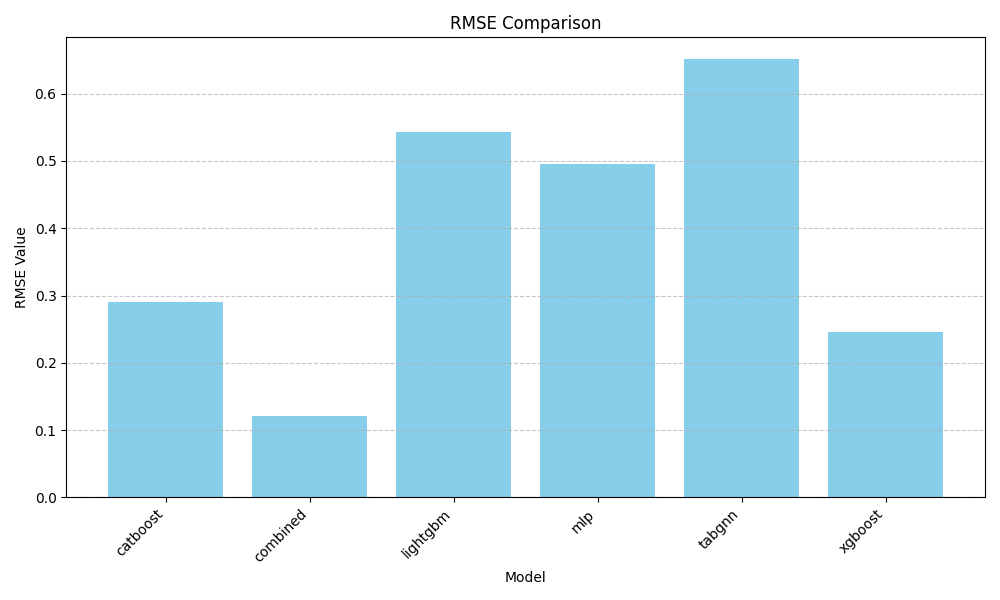 RMSE Comparison
RMSE Value
0.6
0.5
0.4
0.3
0.2
0.1
0.0
catboost
combined
lightgbm
mlp
tabgnn
xgboost
Model